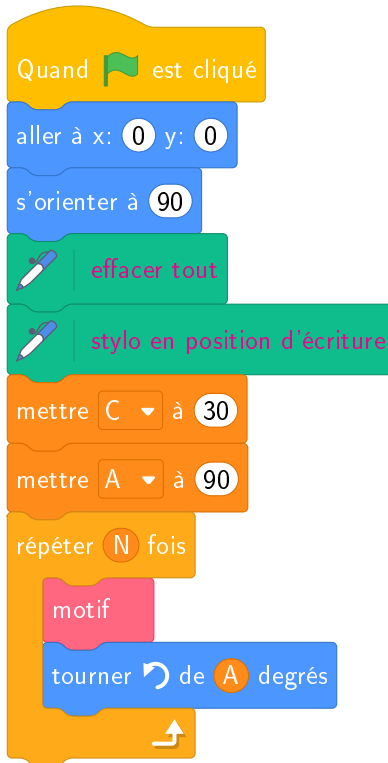 Quand est cliqué
aller à x: 0 y: 0
s'orienter à 90
effacer tout
stylo en position d'écriture
mettre C à 30
mettre A à 90
répéter N fois
motif
tourner de A degrés